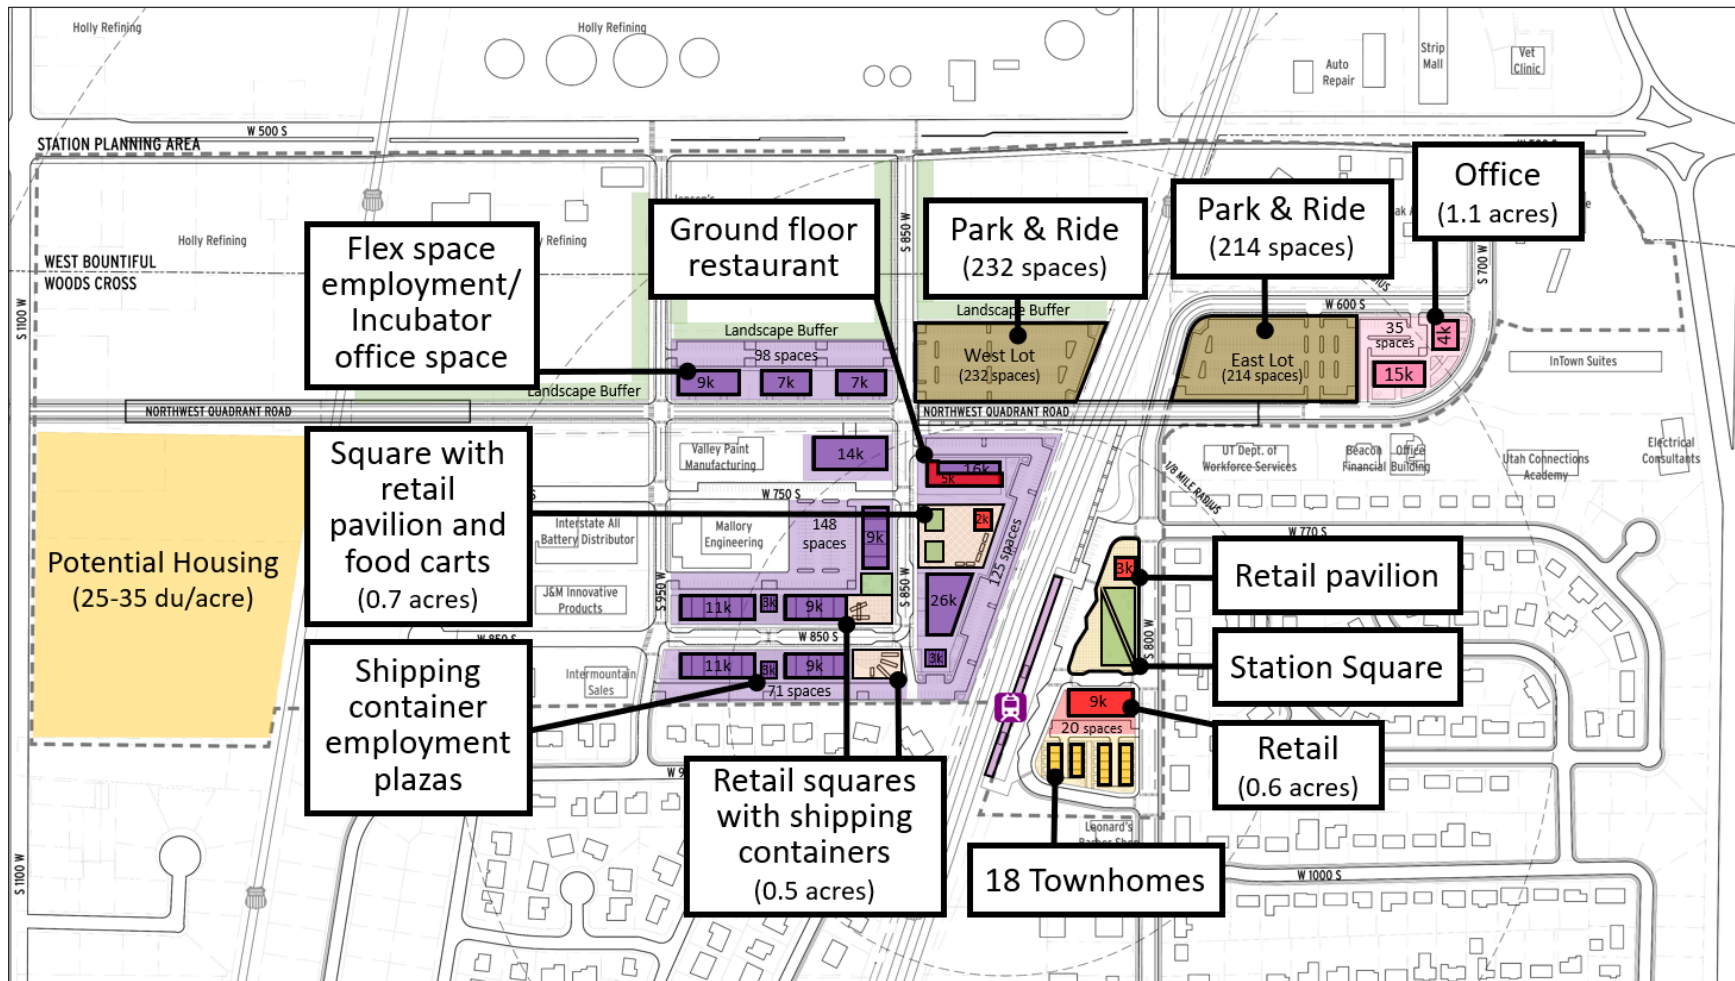 Holly Refining
Holly Refining
Auto
Repair
Strip
Mall
Vet
Clinic
W 500 S
STATION PLANNING AREA
Office
(1.1 acres)
Park & Ride
(214 spaces)
Park & Ride
(232 spaces)
Ground floor
restaurant
S 850 W
S 700 W
Flex space
employment/
Incubator
office space
Holly Refining
Refining
WEST BOUNTIFUL
WOODS CROSS
S 1100 W
W 600 S
Landscape Buffer
Landscape Buffer
Landscape Buffer
98 spaces
9k
7k
7k
West Lot
(232 spaces)
East Lot
(214 spaces)
35
spaces
4k
15k
InTown Suites
NORTHWEST QUADRANT ROAD
NORTHWEST QUADRANT ROAD
Square with
retail
pavilion and
food carts
(0.7 acres)
Valley Paint
Manufacturing
14k
16k
5k
UT Dept. of
Workforce Services
Beacon
Financial
Office
Building
Utah Connections
Academy
Electrical
Consultants
1/8 MILE RADIUS
W 750 S
Interstate All
Battery Distributor
Mallory
Engineering
148
spaces
9k
2k
125 spaces
W 770 S
Potential Housing
(25-35 du/acre)
J&M Innovative
Products
S 950 W
11k
3k
9k
S 850 W
26k
3k
3k
Retail pavilion
W 850 S
W 850 S
S 800 W
Station Square
Shipping
container
employment
plazas
Intermountain
Sales
11k
3k
9k
71 spaces
9k
20 spaces
Retail
(0.6 acres)
Retail squares
with shipping
containers
(0.5 acres)
W 9
Leonard's
18 Townhomes
W 1000 S
S 1100 W